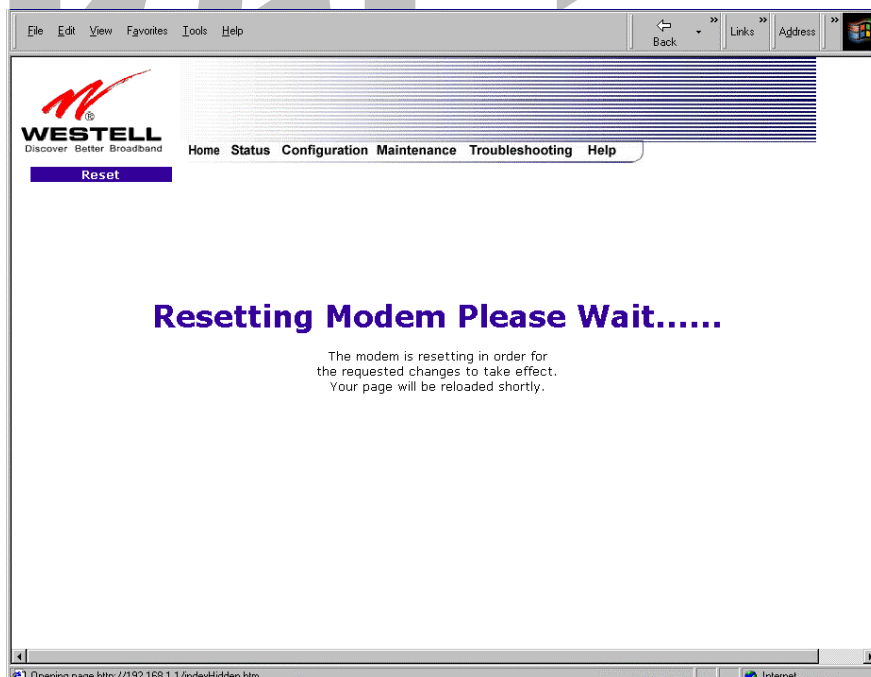 File Edit View Favorites Tools Help
Back
Links
Address
WESTELL
Discover Better Broadband
Home Status Configuration Maintenance Troubleshooting Help
Reset
Resetting Modem Please Wait......
The modem is resetting in order for
the requested changes to take effect.
Your page will be reloaded shortly.
Opening page http://192.168.1.1/indexHidden.htm
Internet